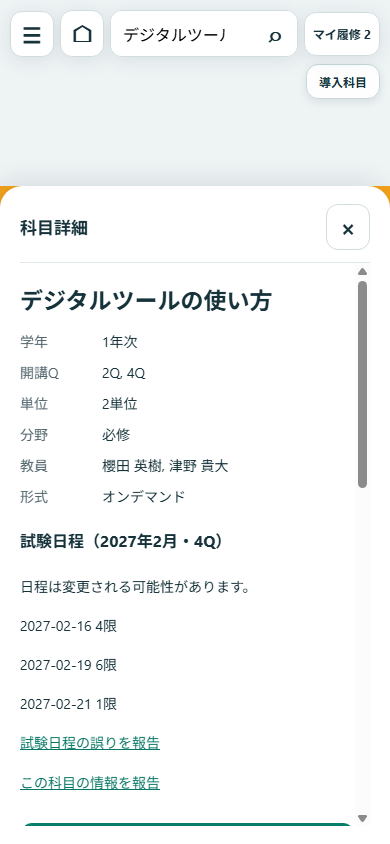 デジタルツール
マイ履修 2
導入科目
科目詳細
×
デジタルツールの使い方
学年 1年次
開講Q 2Q, 4Q
単位 2単位
分野 必修
教員 櫻田 英樹, 津野 貴大
形式 オンデマンド
試験日程（2027年2月・4Q）
日程は変更される可能性があります。
2027-02-16 4限
2027-02-19 6限
2027-02-21 1限
試験日程の誤りを報告
この科目の情報を報告